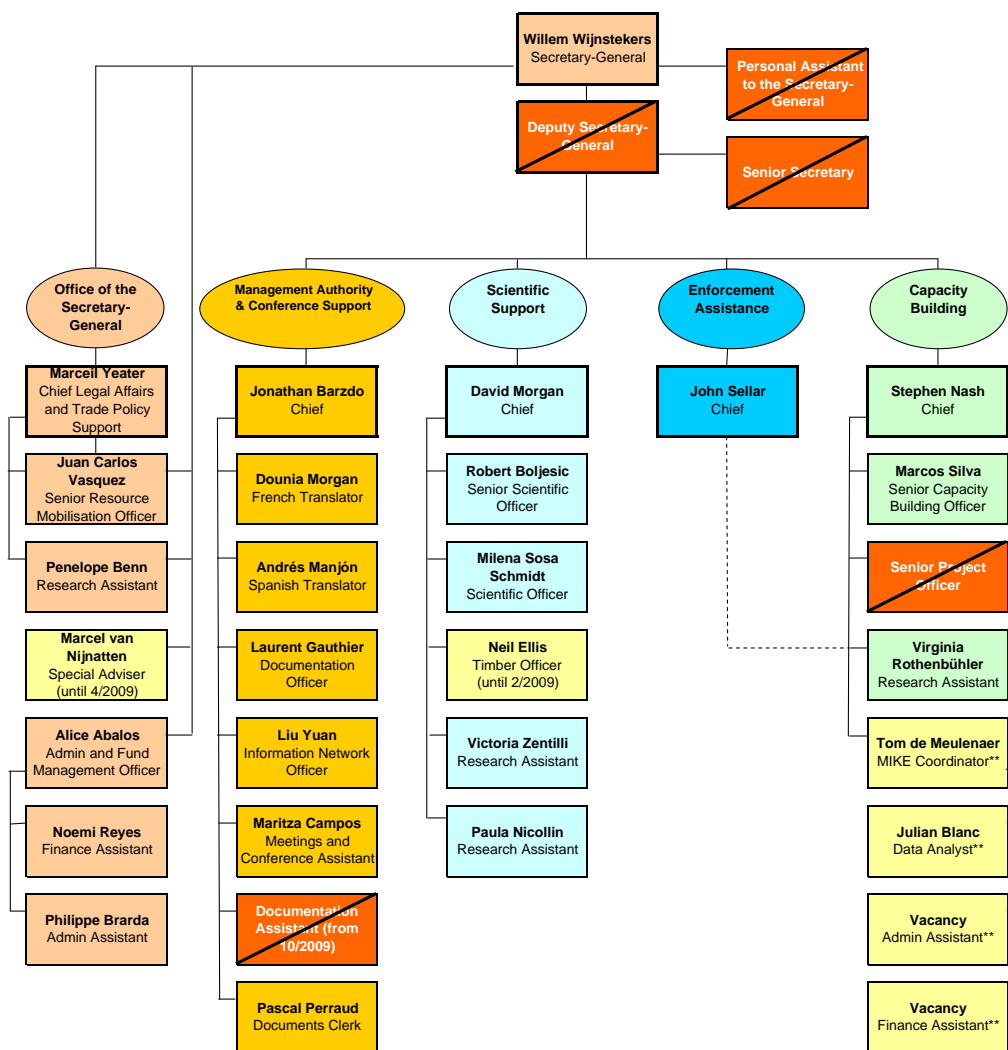 Willem Wijnstekers
Secretary-General
Personal Assistant
to the Secretary-
General
Deputy Secretary-
General
Senior Secretary
Office of the
Secretary-
General
Marceil Yeater
Chief Legal Affairs
and Trade Policy
Support
Juan Carlos
Vasquez
Senior Resource
Mobilisation Officer
Penelope Benn
Research Assistant
Marcel van
Nijnatten
Special Adviser
(until 4/2009)
Alice Abalos
Admin and Fund
Management Officer
Noemi Reyes
Finance Assistant
Philippe Brarda
Admin Assistant
Management Authority
& Conference Support
Jonathan Barzdo
Chief
Dounia Morgan
French Translator
Andrés Manjón
Spanish Translator
Laurent Gauthier
Documentation
Officer
Liu Yuan
Information Network
Officer
Maritza Campos
Meetings and
Conference Assistant
Documentation
Assistant (from
10/2009)
Pascal Perraud
Documents Clerk
Scientific
Support
David Morgan
Chief
Robert Boljesic
Senior Scientific
Officer
Milena Sosa
Schmidt
Scientific Officer
Neil Ellis
Timber Officer
(until 2/2009)
Victoria Zentilli
Research Assistant
Paula Nicollin
Research Assistant
Enforcement
Assistance
John Sellar
Chief
Capacity
Building
Stephen Nash
Chief
Marcos Silva
Senior Capacity
Building Officer
Senior Project
Officer
Virginia
Rothenbühler
Research Assistant
Tom de Meulenaer
MIKE Coordinator**
Julian Blanc
Data Analyst**
Vacancy
Admin Assistant**
Vacancy
Finance Assistant**